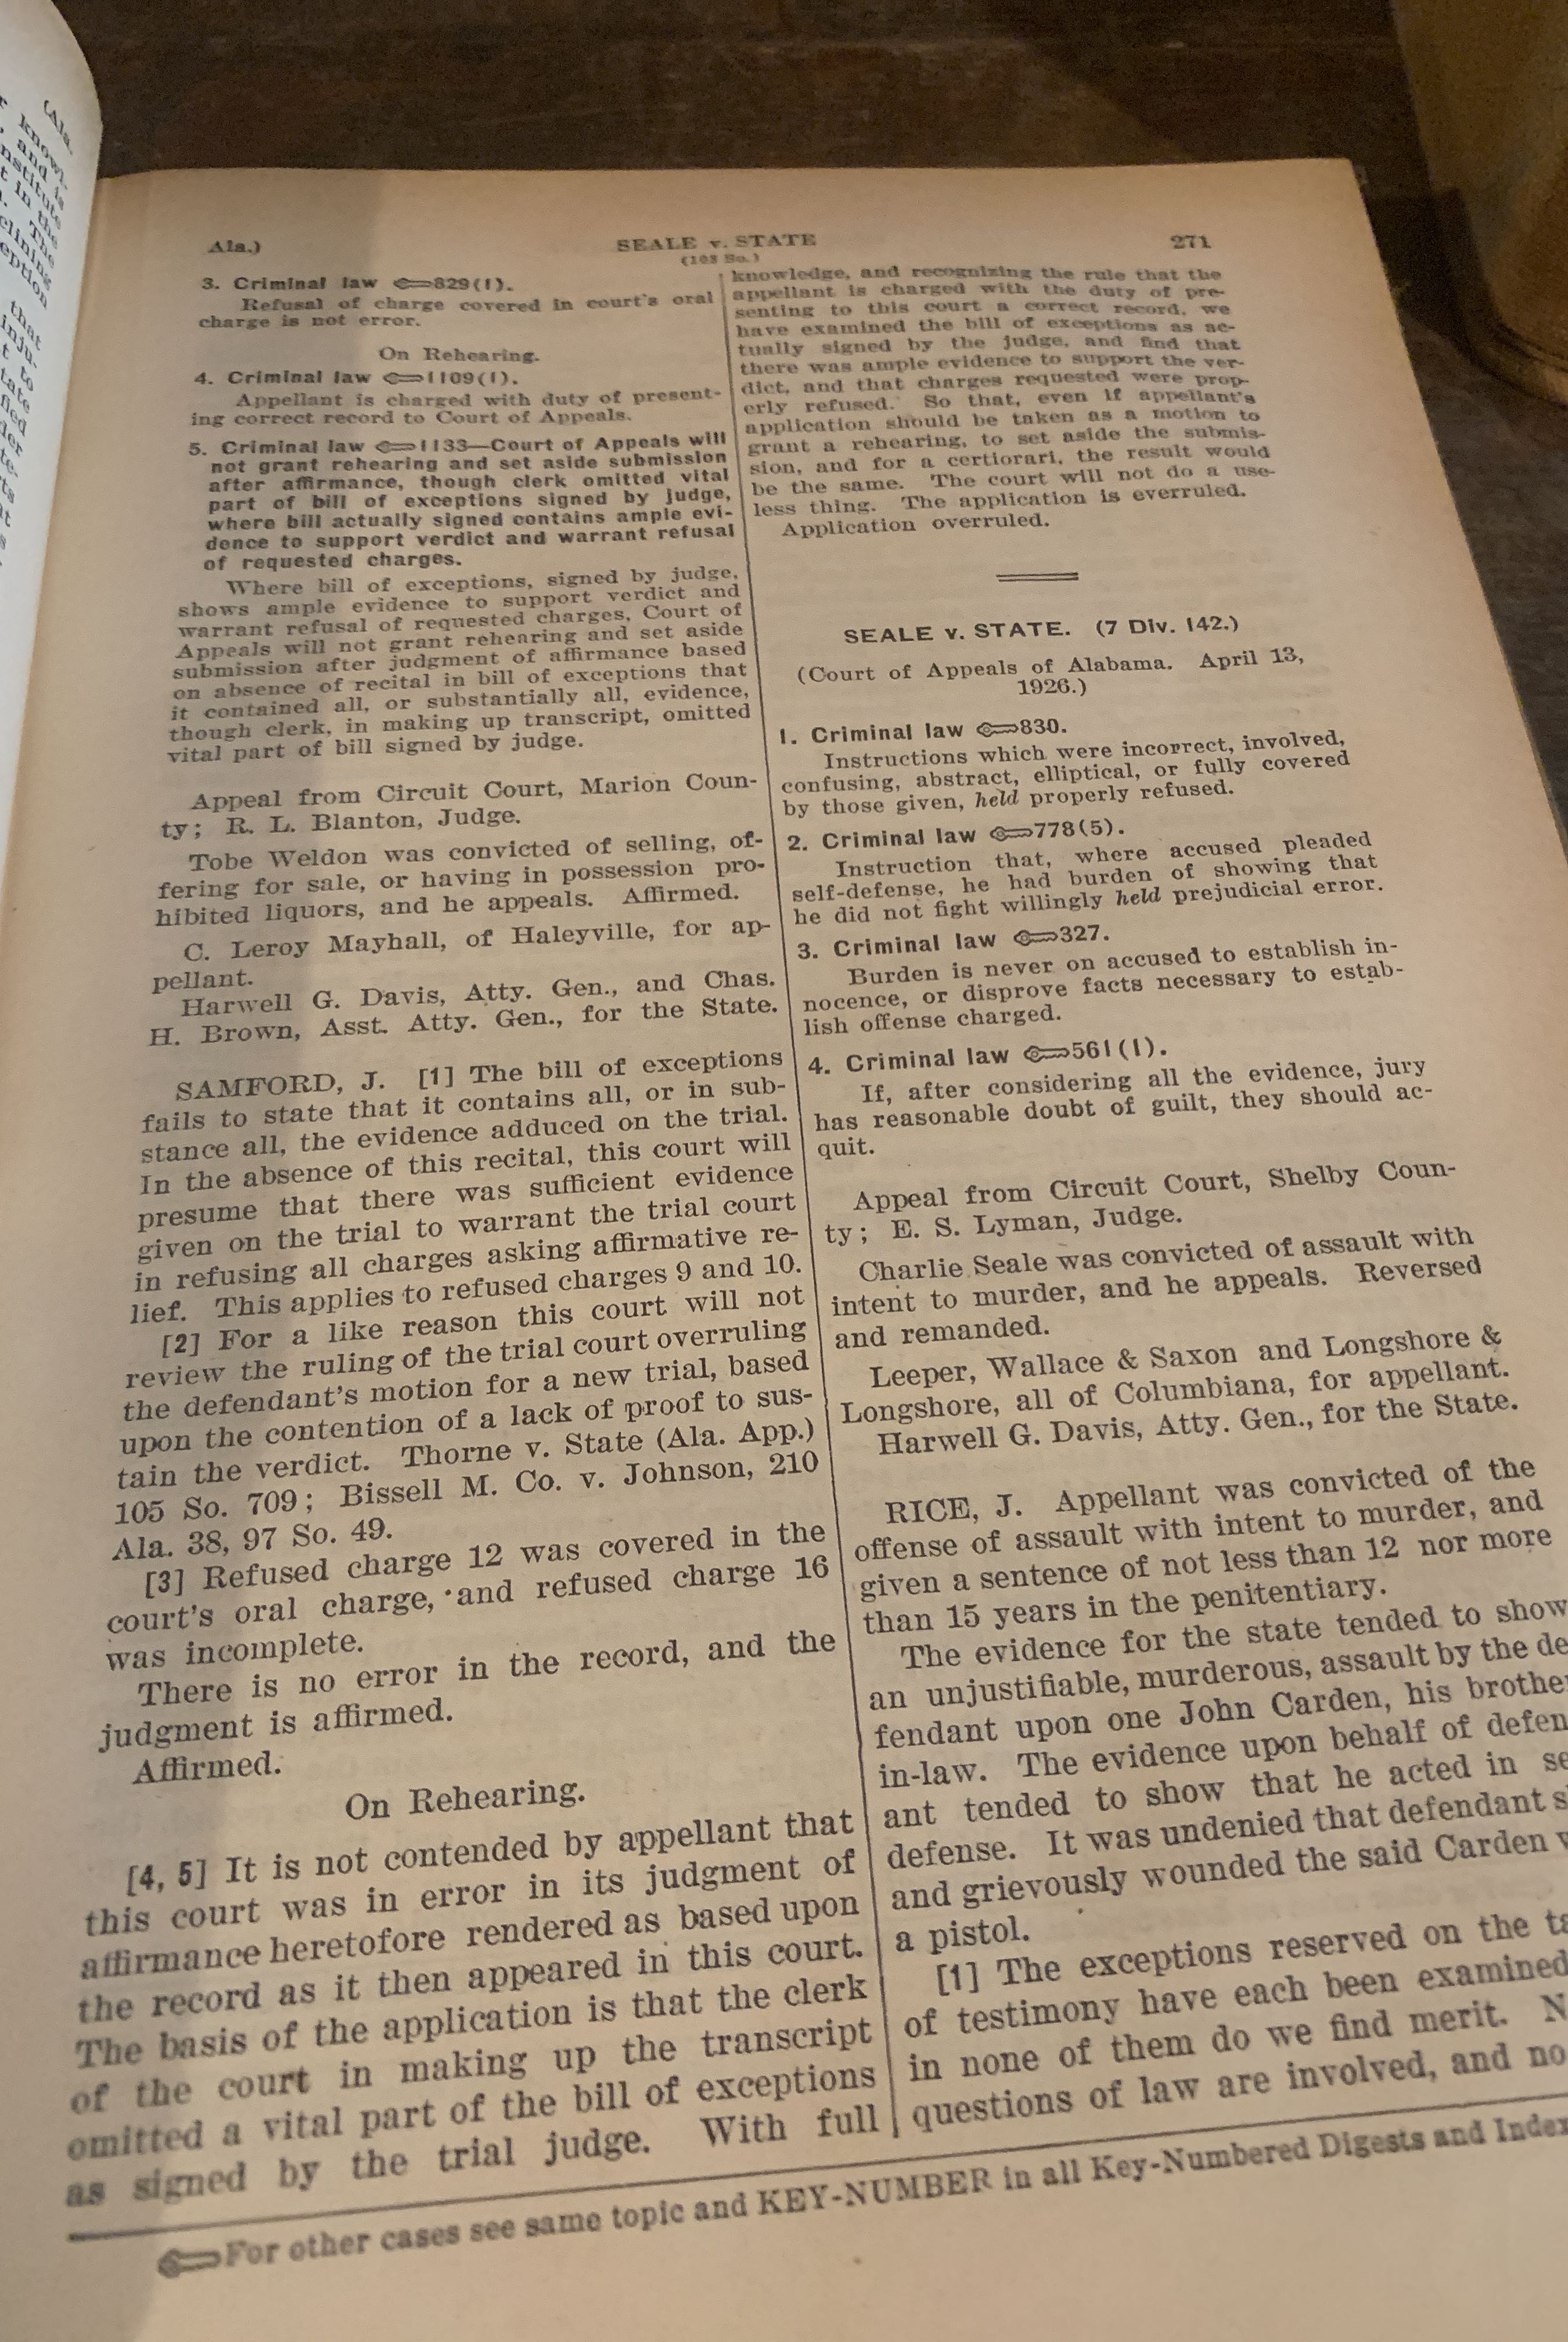 Ala.)
SEALE v. STATE
271
(108 So.)
3. Criminal law 829(1).
Refusal of charge covered in court's oral
charge is not error.
On Rehearing.
4. Criminal law 1109(1).
Appellant is charged with duty of present-
ing correct record to Court of Appeals.
5. Criminal law 1133—Court of Appeals will
not grant rehearing and set aside submission
after affirmance, though clerk omitted vital
part of bill of exceptions signed by judge,
where bill actually signed contains ample evi-
dence to support verdict and warrant refusal
of requested charges.
Where bill of exceptions, signed by judge,
shows ample evidence to support verdict and
warrant refusal of requested charges, Court of
Appeals will not grant rehearing and set aside
submission after judgment of affirmance based
on absence of recital in bill of exceptions that
it contained all, or substantially all, evidence,
though clerk, in making up transcript, omitted
vital part of bill signed by judge.
Appeal from Circuit Court, Marion Coun-
ty; R. L. Blanton, Judge.
Tobe Weldon was convicted of selling, of-
fering for sale, or having in possession pro-
hibited liquors, and he appeals. Affirmed.
C. Leroy Mayhall, of Haleyville, for ap-
pellant.
Harwell G. Davis, Atty. Gen., and Chas.
H. Brown, Asst. Atty. Gen., for the State.
SAMFORD, J. [1] The bill of exceptions
fails to state that it contains all, or in sub-
stance all, the evidence adduced on the trial.
In the absence of this recital, this court will
presume that there was sufficient evidence
given on the trial to warrant the trial court
in refusing all charges asking affirmative re-
lief. This applies to refused charges 9 and 10.
[2] For a like reason this court will not
review the ruling of the trial court overruling
the defendant's motion for a new trial, based
upon the contention of a lack of proof to sus-
tain the verdict. Thorne v. State (Ala. App.)
105 So. 709; Bissell M. Co. v. Johnson, 210
Ala. 38, 97 So. 49.
[3] Refused charge 12 was covered in the
court's oral charge, and refused charge 16
was incomplete.
There is no error in the record, and the
judgment is affirmed.
Affirmed.
On Rehearing.
[4, 5] It is not contended by appellant that
this court was in error in its judgment of
affirmance heretofore rendered as based upon
the record as it then appeared in this court.
The basis of the application is that the clerk
of the court in making up the transcript
omitted a vital part of the bill of exceptions
as signed by the trial judge. With full
knowledge, and recognizing the rule that the
appellant is charged with the duty of pre-
senting to this court a correct record, we
have examined the bill of exceptions as ac-
tually signed by the judge, and find that
there was ample evidence to support the ver-
dict, and that charges requested were prop-
erly refused. So that, even if appellant's
application should be taken as a motion to
grant a rehearing, to set aside the submis-
sion, and for a certiorari, the result would
be the same. The court will not do a use-
less thing. The application is everruled.
Application overruled.
SEALE v. STATE. (7 Div. 142.)
(Court of Appeals of Alabama. April 13,
1926.)
1. Criminal law 830.
Instructions which were incorrect, involved,
confusing, abstract, elliptical, or fully covered
by those given, held properly refused.
2. Criminal law 778(5).
Instruction that, where accused pleaded
self-defense, he had burden of showing that
he did not fight willingly held prejudicial error.
3. Criminal law 327.
Burden is never on accused to establish in-
nocence, or disprove facts necessary to estab-
lish offense charged.
4. Criminal law 561(1).
If, after considering all the evidence, jury
has reasonable doubt of guilt, they should ac-
quit.
Appeal from Circuit Court, Shelby Coun-
ty; E. S. Lyman, Judge.
Charlie Seale was convicted of assault with
intent to murder, and he appeals. Reversed
and remanded.
Leeper, Wallace & Saxon and Longshore &
Longshore, all of Columbiana, for appellant.
Harwell G. Davis, Atty. Gen., for the State.
RICE, J. Appellant was convicted of the
offense of assault with intent to murder, and
given a sentence of not less than 12 nor more
than 15 years in the penitentiary.
The evidence for the state tended to show
an unjustifiable, murderous, assault by the de
fendant upon one John Carden, his brothe
in-law. The evidence upon behalf of defen
ant tended to show that he acted in se
defense. It was undenied that defendant s
and grievously wounded the said Carden
a pistol.
[1] The exceptions reserved on the ta
of testimony have each been examined
in none of them do we find merit. N
questions of law are involved, and no
For other cases see same topic and KEY-NUMBER in all Key-Numbered Digests and Index